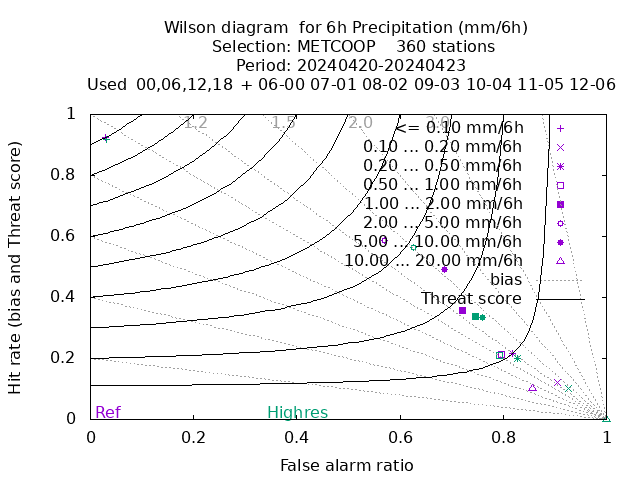 Wilson diagram  for 6h Precipitation (mm/6h)
Selection: METCOOP    360 stations
Period: 20240420-20240423
Used  00,06,12,18  + 06-00 07-01 08-02 09-03 10-04 11-05 12-06
Hit rate (bias and Threat score)
1
0.8
0.6
0.4
0.2
0
1.2 1.5 2.0 3.0
<= 0.10 mm/6h
0.10 ... 0.20 mm/6h
0.20 ... 0.50 mm/6h
0.50 ... 1.00 mm/6h
1.00 ... 2.00 mm/6h
2.00 ... 5.00 mm/6h
5.00 ... 10.00 mm/6h
10.00 ... 20.00 mm/6h
bias
Threat score
Ref Highres
0 0.2 0.4 0.6 0.8 1
False alarm ratio